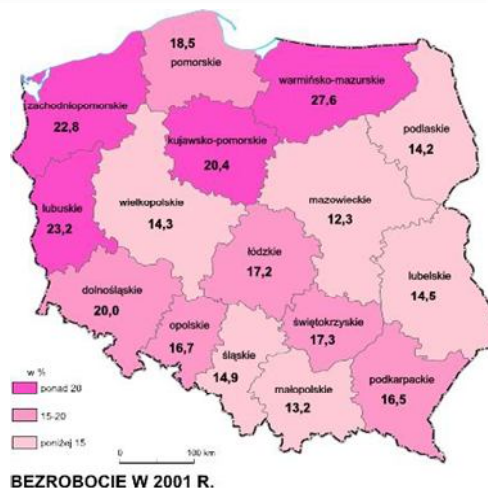 18,5
pomorskie
warmińsko-mazurskie
27,6
zachodniopomorskie
22,8
podlaskie
14,2
kujawsko-pomorskie
20,4
wielkopolskie
14,3
mazowieckie
12,3
lubuskie
23,2
łódzkie
17,2
lubelskie
14,5
dolnośląskie
20,0
opolskie
16,7
świętokrzyskie
17,3
śląskie
14,9
małopolskie
13,2
podkarpackie
16,5
w %
ponad 20
15-20
poniżej 15
0 100 km
BEZROBOCIE W 2001 R.